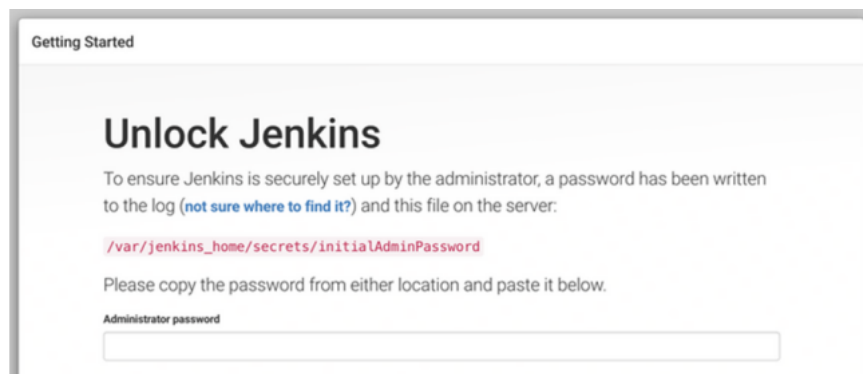 Getting Started
Unlock Jenkins
To ensure Jenkins is securely set up by the administrator, a password has been written
to the log (not sure where to find it?) and this file on the server:
/var/jenkins_home/secrets/initialAdminPassword
Please copy the password from either location and paste it below.
Administrator password